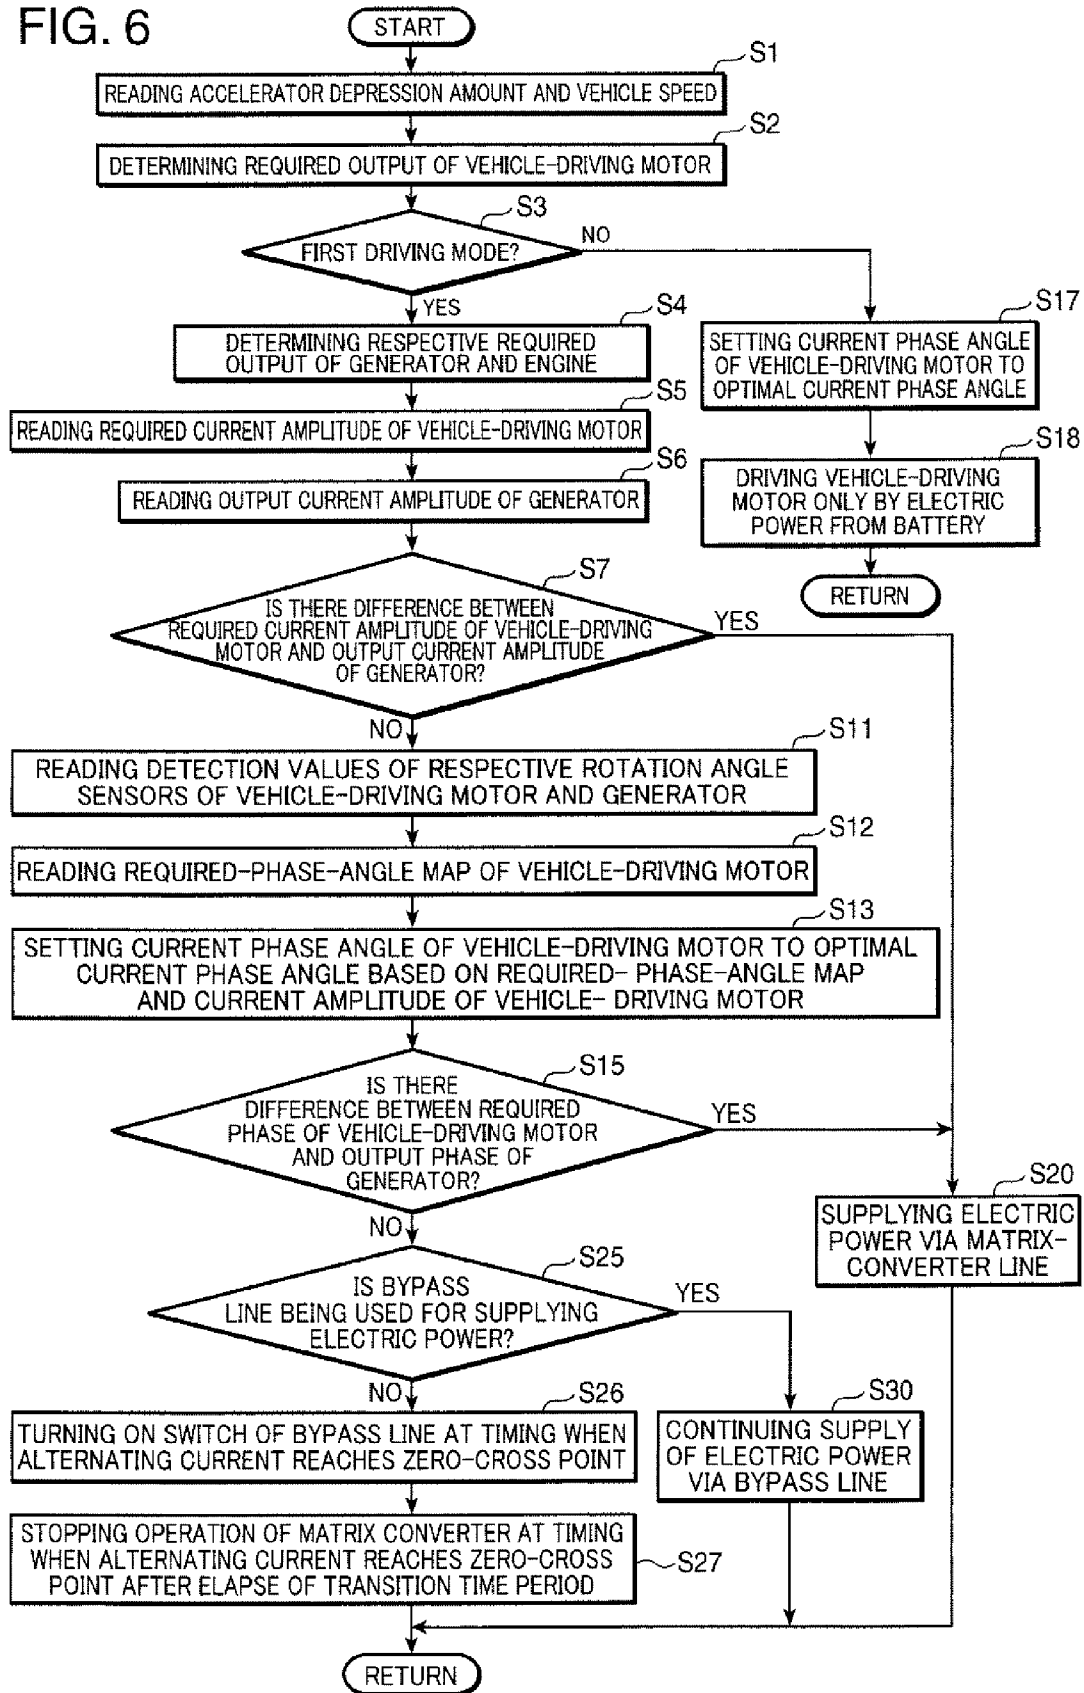 FIG. 6
START
S1
READING ACCELERATOR DEPRESSION AMOUNT AND VEHICLE SPEED
S2
DETERMINING REQUIRED OUTPUT OF VEHICLE-DRIVING MOTOR
S3
FIRST DRIVING MODE?
NO
YES
S4
DETERMINING RESPECTIVE REQUIRED
OUTPUT OF GENERATOR AND ENGINE
S17
SETTING CURRENT PHASE ANGLE
OF VEHICLE-DRIVING MOTOR TO
OPTIMAL CURRENT PHASE ANGLE
S5
READING REQUIRED CURRENT AMPLITUDE OF VEHICLE-DRIVING MOTOR
S18
DRIVING VEHICLE-DRIVING
MOTOR ONLY BY ELECTRIC
POWER FROM BATTERY
S6
READING OUTPUT CURRENT AMPLITUDE OF GENERATOR
RETURN
S7
IS THERE DIFFERENCE BETWEEN
REQUIRED CURRENT AMPLITUDE OF VEHICLE-DRIVING
MOTOR AND OUTPUT CURRENT AMPLITUDE
OF GENERATOR?
YES
NO
S11
READING DETECTION VALUES OF RESPECTIVE ROTATION ANGLE
SENSORS OF VEHICLE-DRIVING MOTOR AND GENERATOR
S12
READING REQUIRED-PHASE-ANGLE MAP OF VEHICLE-DRIVING MOTOR
S13
SETTING CURRENT PHASE ANGLE OF VEHICLE-DRIVING MOTOR TO OPTIMAL
CURRENT PHASE ANGLE BASED ON REQUIRED- PHASE-ANGLE MAP
AND CURRENT AMPLITUDE OF VEHICLE- DRIVING MOTOR
S15
IS THERE
DIFFERENCE BETWEEN REQUIRED
PHASE OF VEHICLE-DRIVING MOTOR
AND OUTPUT PHASE OF
GENERATOR?
YES
NO
S20
SUPPLYING ELECTRIC
POWER VIA MATRIX-
CONVERTER LINE
S25
IS BYPASS
LINE BEING USED FOR SUPPLYING
ELECTRIC POWER?
YES
NO
S26
TURNING ON SWITCH OF BYPASS LINE AT TIMING WHEN
ALTERNATING CURRENT REACHES ZERO-CROSS POINT
S30
CONTINUING SUPPLY
OF ELECTRIC POWER
VIA BYPASS LINE
STOPPING OPERATION OF MATRIX CONVERTER AT TIMING
WHEN ALTERNATING CURRENT REACHES ZERO-CROSS
POINT AFTER ELAPSE OF TRANSITION TIME PERIOD
S27
RETURN